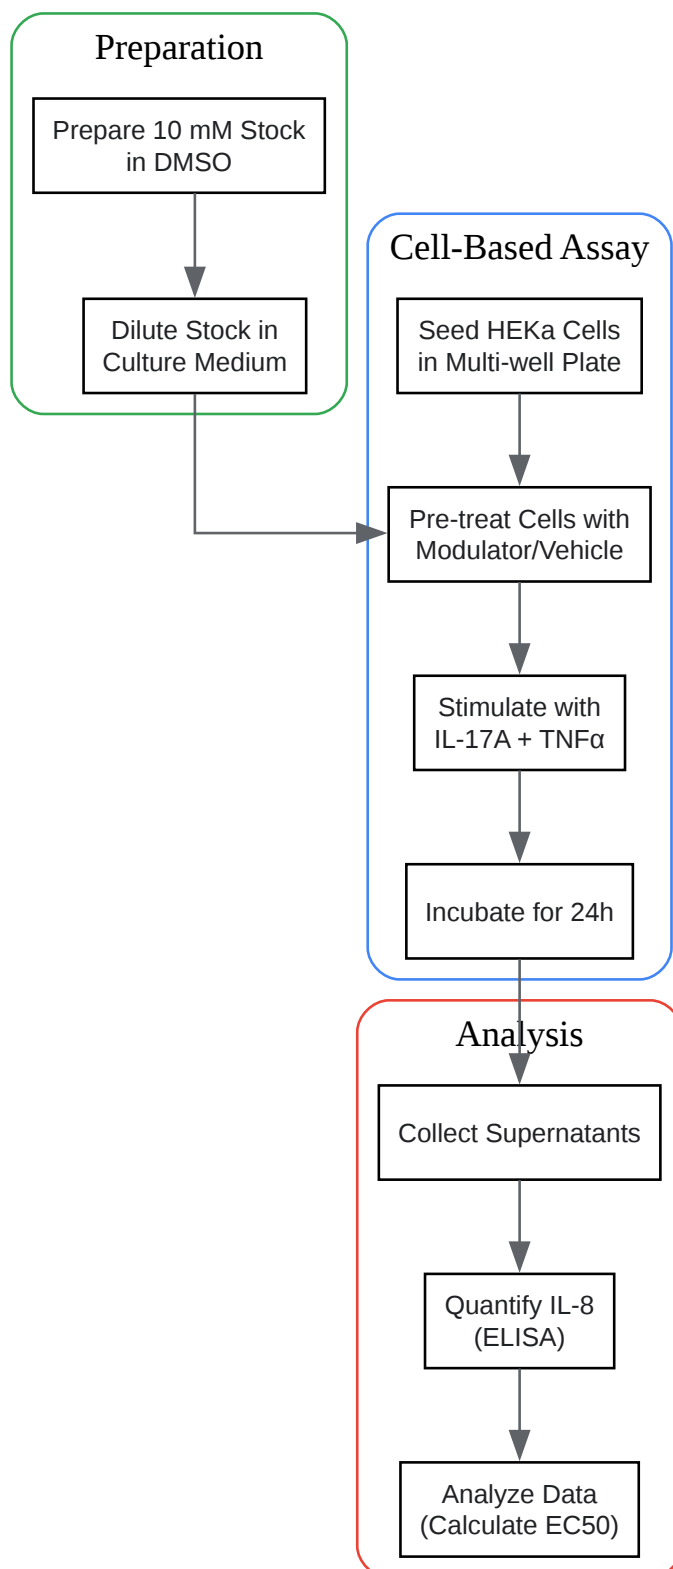 Preparation
Prepare 10 mM Stock
in DMSO
Dilute Stock in
Culture Medium
Cell-Based Assay
Seed HEKa Cells
in Multi-well Plate
Pre-treat Cells with
Modulator/Vehicle
Stimulate with
IL-17A + TNFα
Incubate for 24h
Analysis
Collect Supernatants
Quantify IL-8
(ELISA)
Analyze Data
(Calculate EC50)